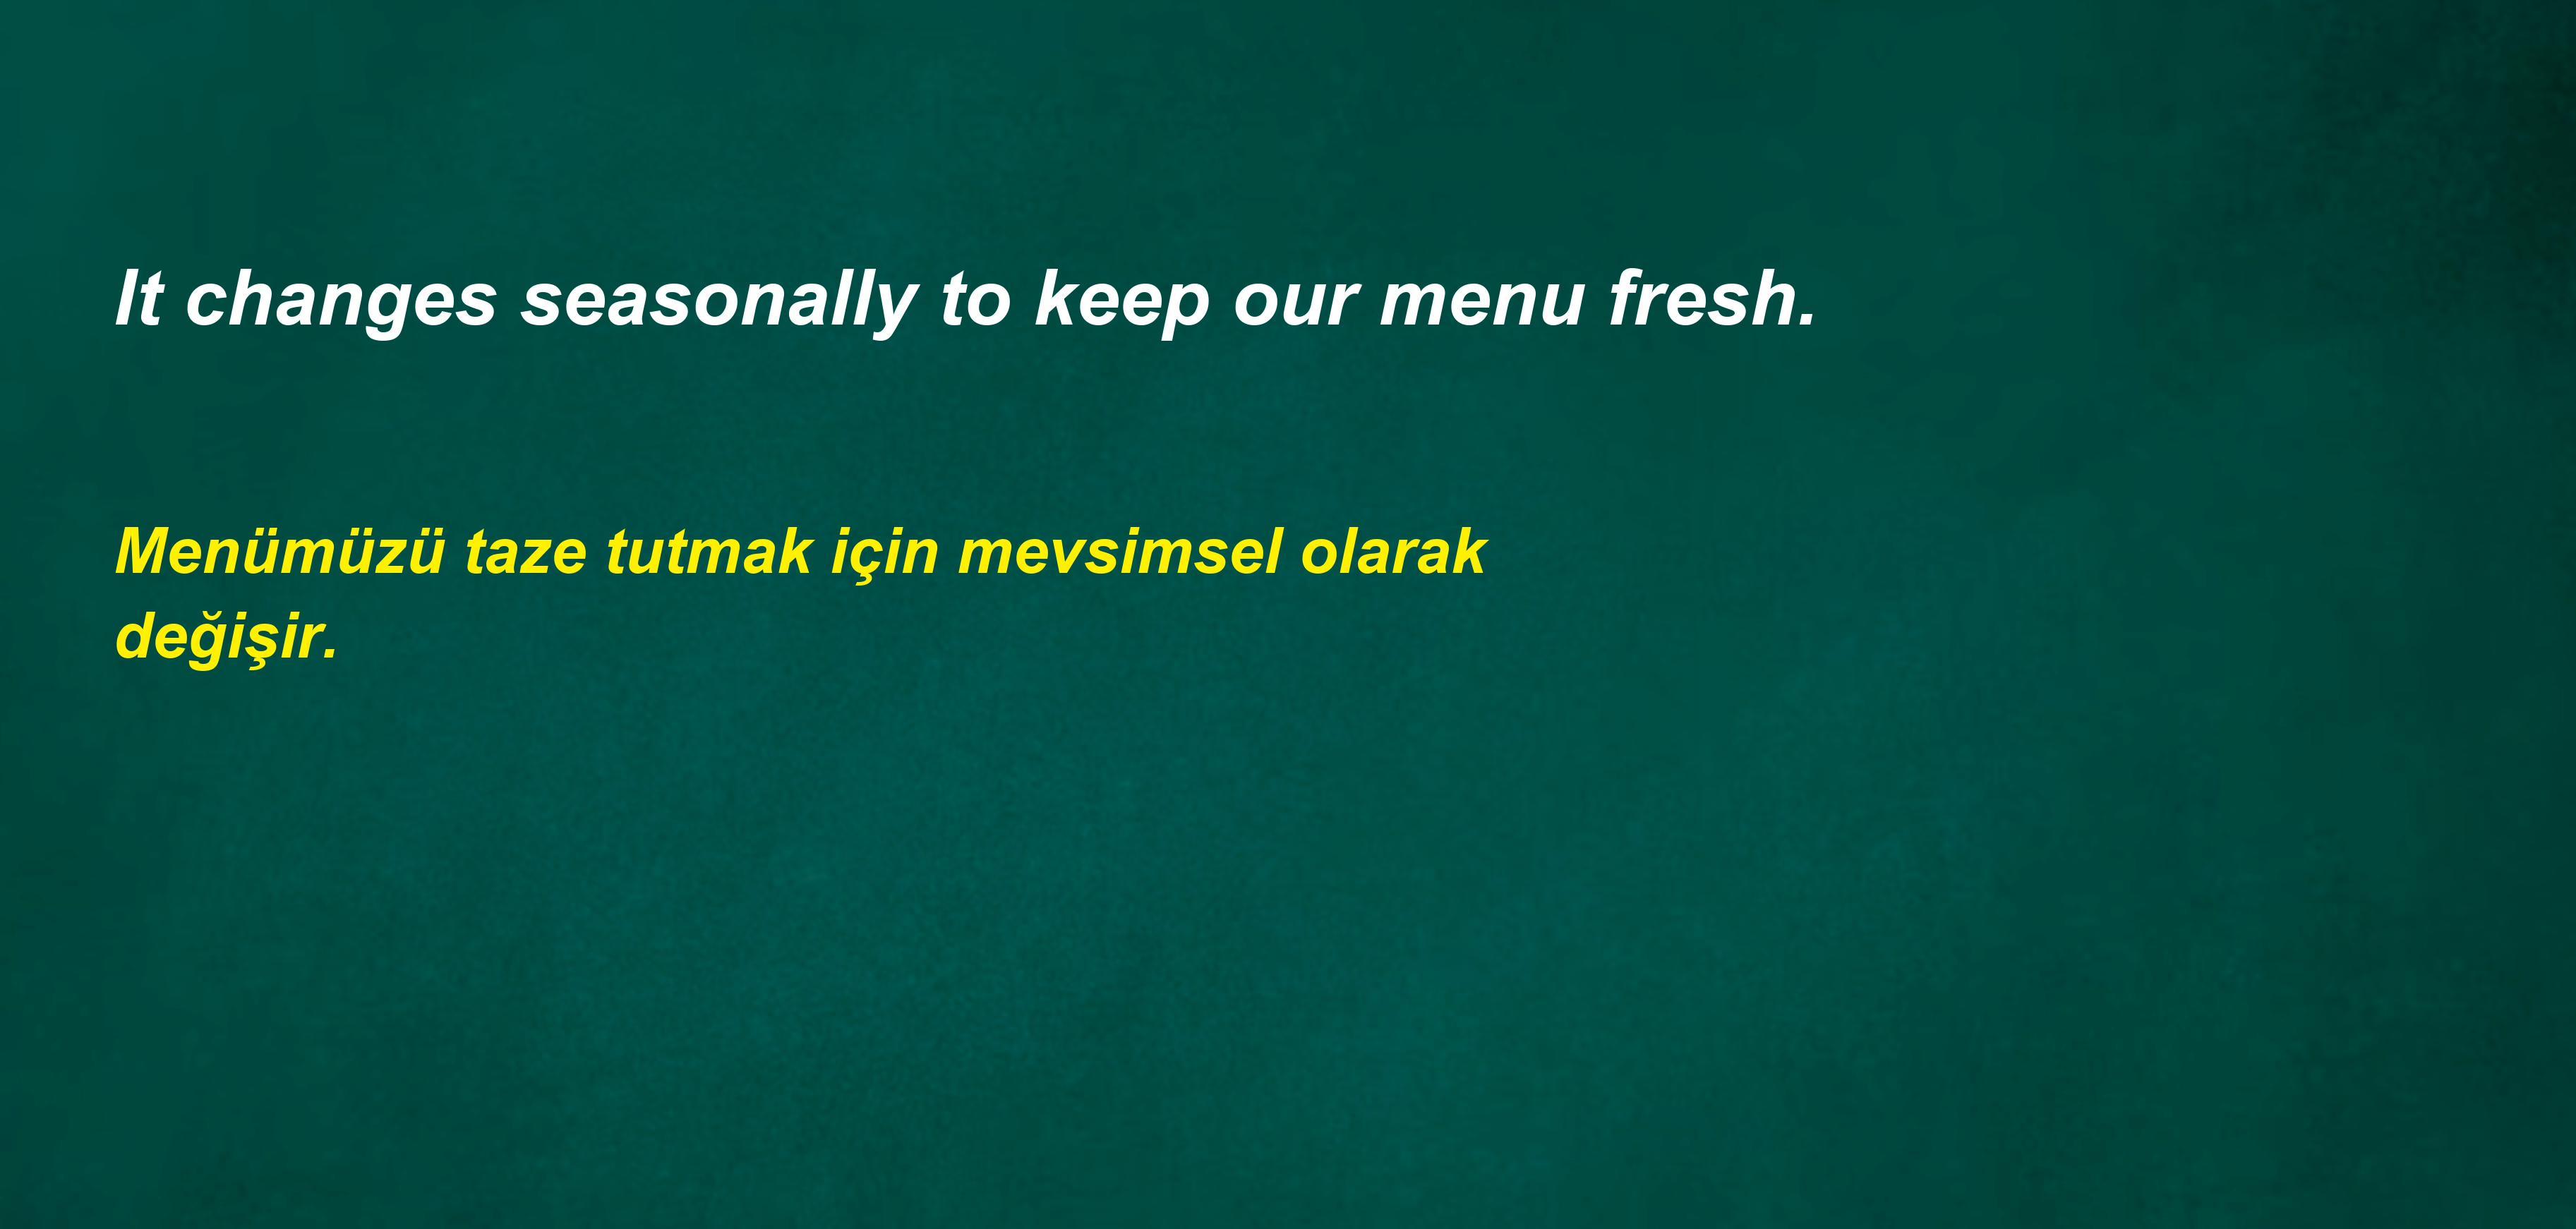 It changes seasonally to keep our menu fresh.
Menümüzü taze tutmak için mevsimsel olarak
değişir.